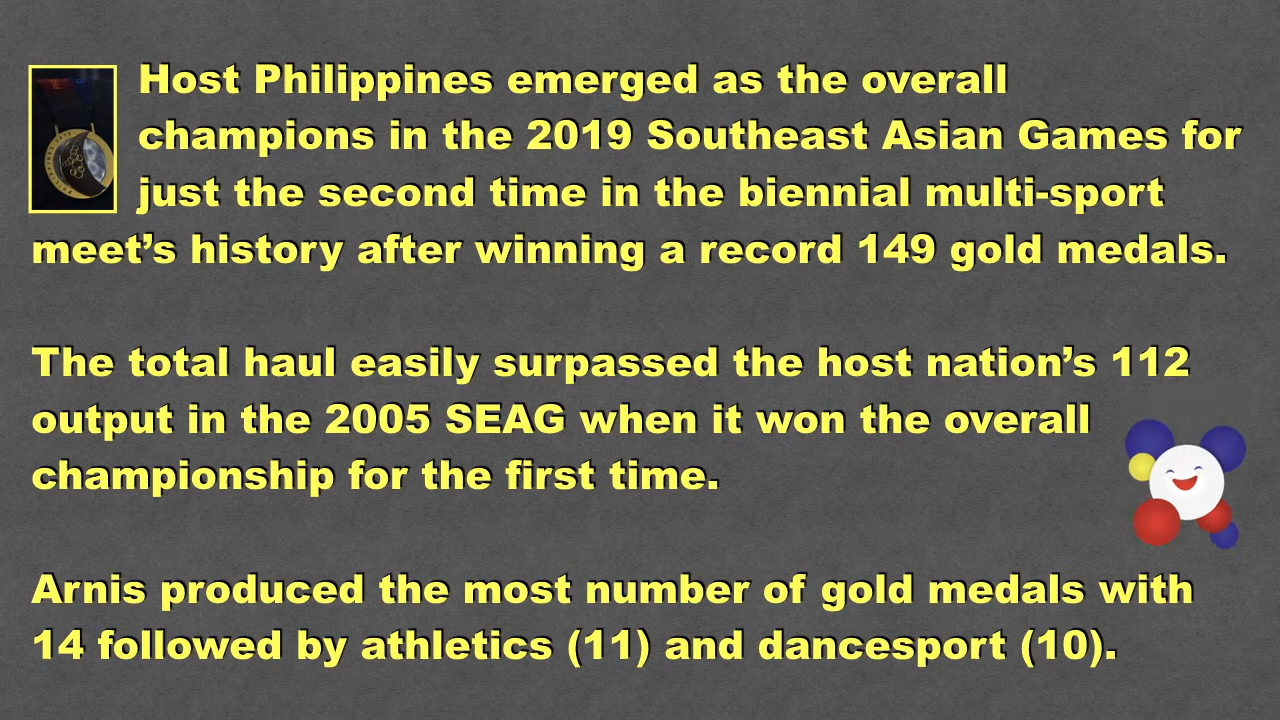 Host Philippines emerged as the overall
champions in the 2019 Southeast Asian Games for
just the second time in the biennial multi-sport
meet’s history after winning a record 149 gold medals.
The total haul easily surpassed the host nation’s 112
output in the 2005 SEAG when it won the overall
championship for the first time.
Arnis produced the most number of gold medals with
14 followed by athletics (11) and dancesport (10).